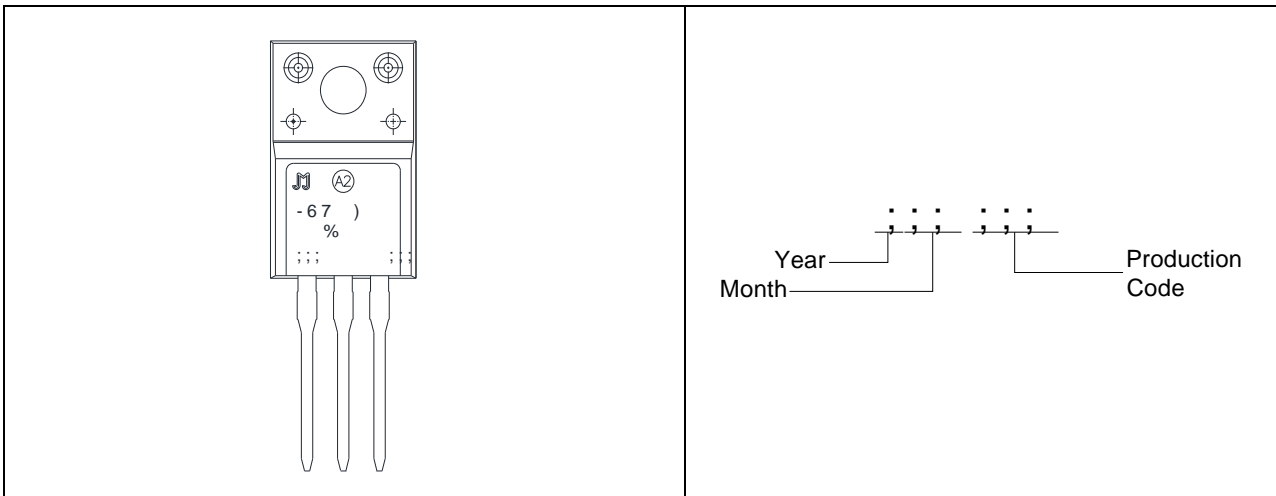 JJ A2
-67 )
%
;;; ;;;
;;; ;;;
Year
Month
Production
Code